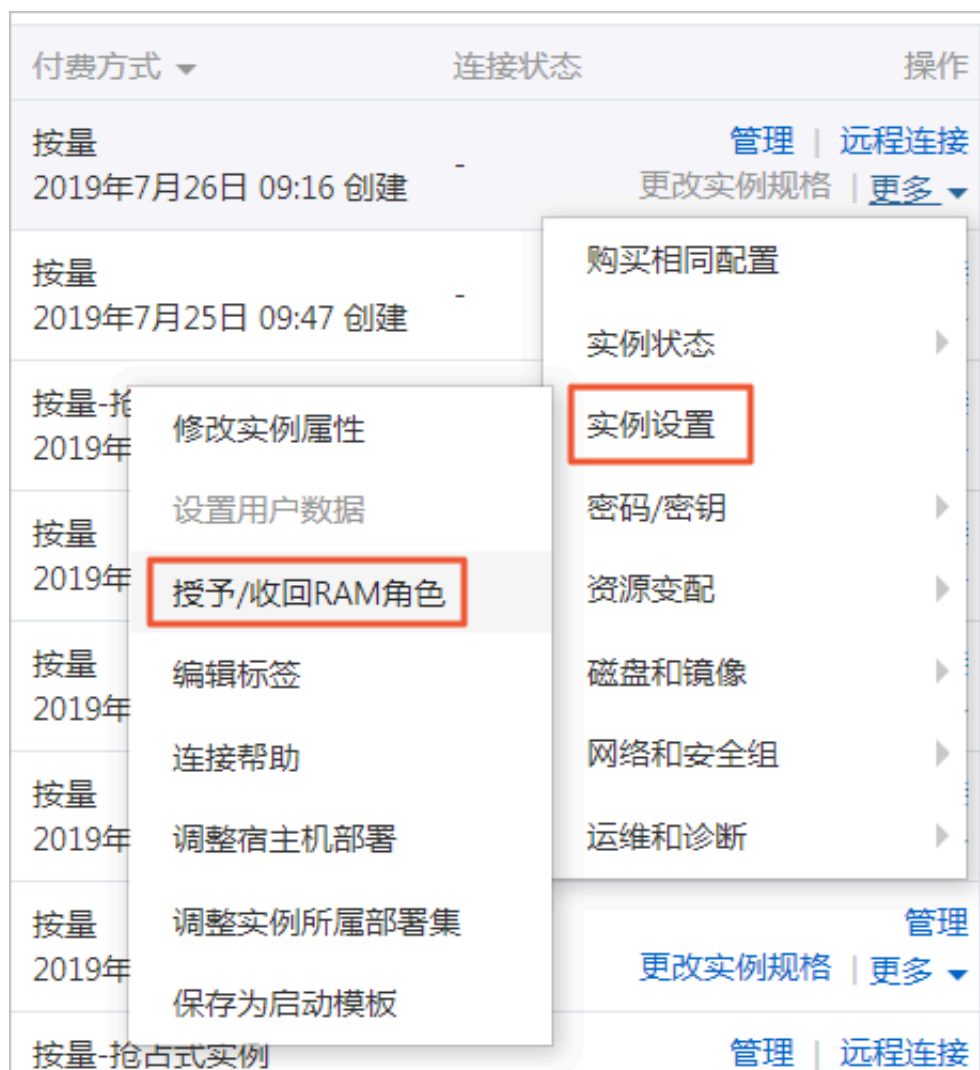 付费方式
连接状态
操作
按量
2019年7月26日 09:16 创建
-
管理 | 远程连接
更改实例规格 | 更多
按量
2019年7月25日 09:47 创建
-
购买相同配置
实例状态
实例设置
密码/密钥
资源变配
磁盘和镜像
网络和安全组
运维和诊断
修改实例属性
设置用户数据
授予/收回RAM角色
编辑标签
连接帮助
调整宿主机部署
调整实例所属部署集
保存为启动模板
按量-抢
2019年
按量
2019年
按量
2019年
按量
2019年
按量
2019年
管理
更改实例规格 | 更多
按量-抢占式实例
管理 | 远程连接